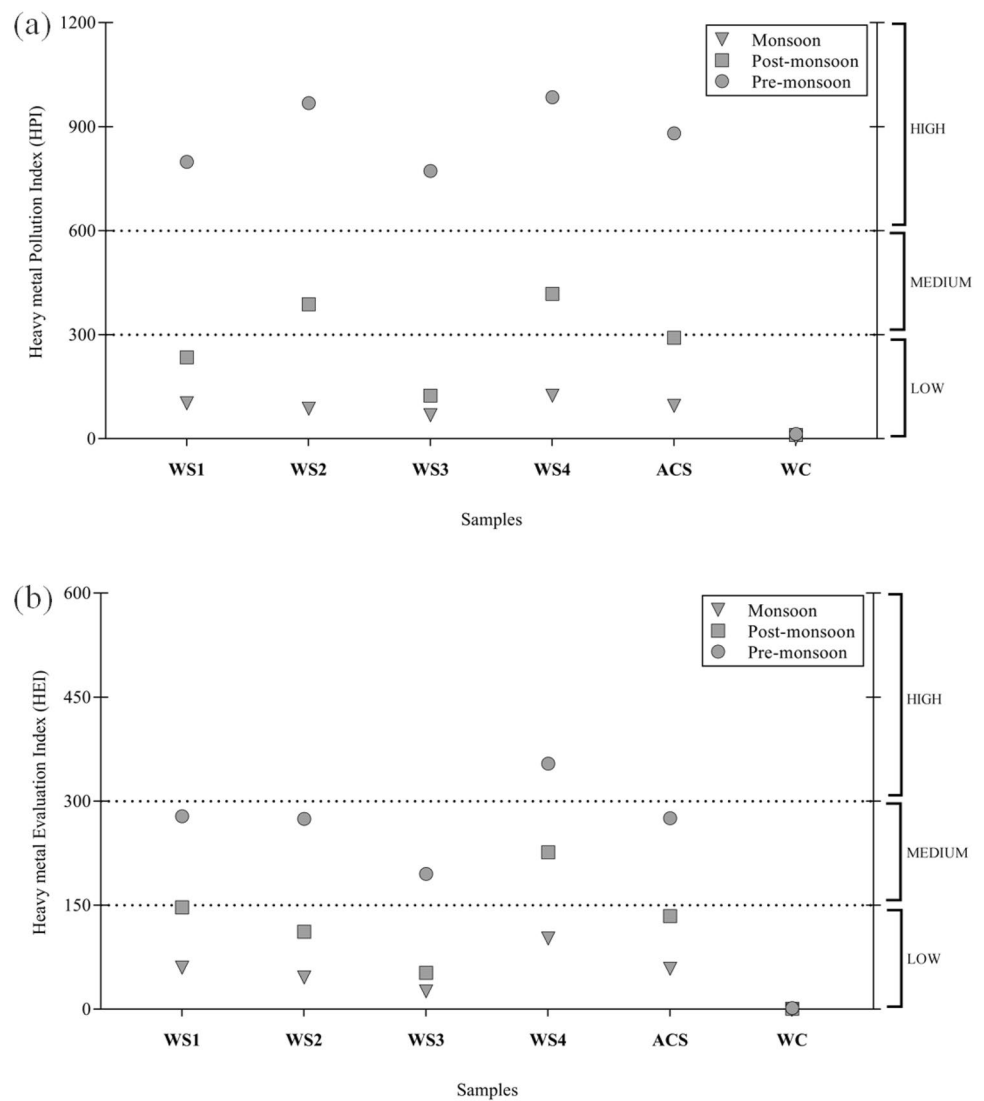 (a)
1200
900
600
300
0
Heavy metal Pollution Index (HPI)
Monsoon
Post-monsoon
Pre-monsoon
HIGH
MEDIUM
LOW
WS1 WS2 WS3 WS4 ACS WC
Samples
(b)
600
450
300
150
0
Heavy metal Evaluation Index (HEI)
Monsoon
Post-monsoon
Pre-monsoon
HIGH
MEDIUM
LOW
WS1 WS2 WS3 WS4 ACS WC
Samples